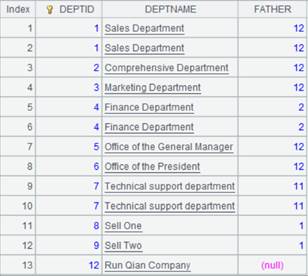 Index DEPTID DEPTNAME FATHER
1 1 Sales Department 12
2 1 Sales Department 12
3 2 Comprehensive Department 12
4 3 Marketing Department 12
5 4 Finance Department 2
6 4 Finance Department 2
7 5 Office of the General Manager 12
8 6 Office of the President 12
9 7 Technical support department 11
10 7 Technical support department 11
11 8 Sell One 1
12 9 Sell Two 1
13 12 Run Qian Company (null)